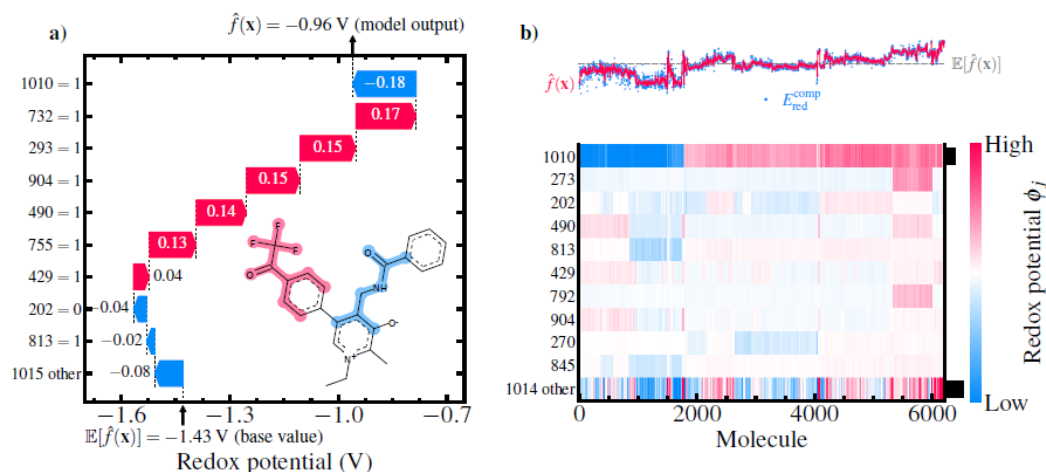 a)
f̂(x) = −0.96 V (model output)
1010 = 1
732 = 1
293 = 1
904 = 1
490 = 1
755 = 1
429 = 1
202 = 0
813 = 1
1015 other
−0.18
0.17
0.15
0.15
0.14
0.13
0.04
−0.04
−0.02
−0.08
F
F
F
O
O
NH
O-
N+
−1.6
−1.3
−1.0
−0.7
𝔼[f̂(x)] = −1.43 V (base value)
Redox potential (V)
b)
f̂(x)
𝔼[f̂(x)]
E_red^comp
1010
273
202
490
813
429
792
904
270
845
1014 other
0
2000
4000
6000
Molecule
High
Low
Redox potential ϕ_j